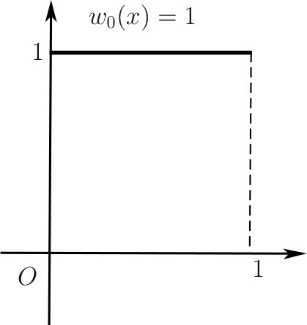 w₀(x) = 1
1
O
1